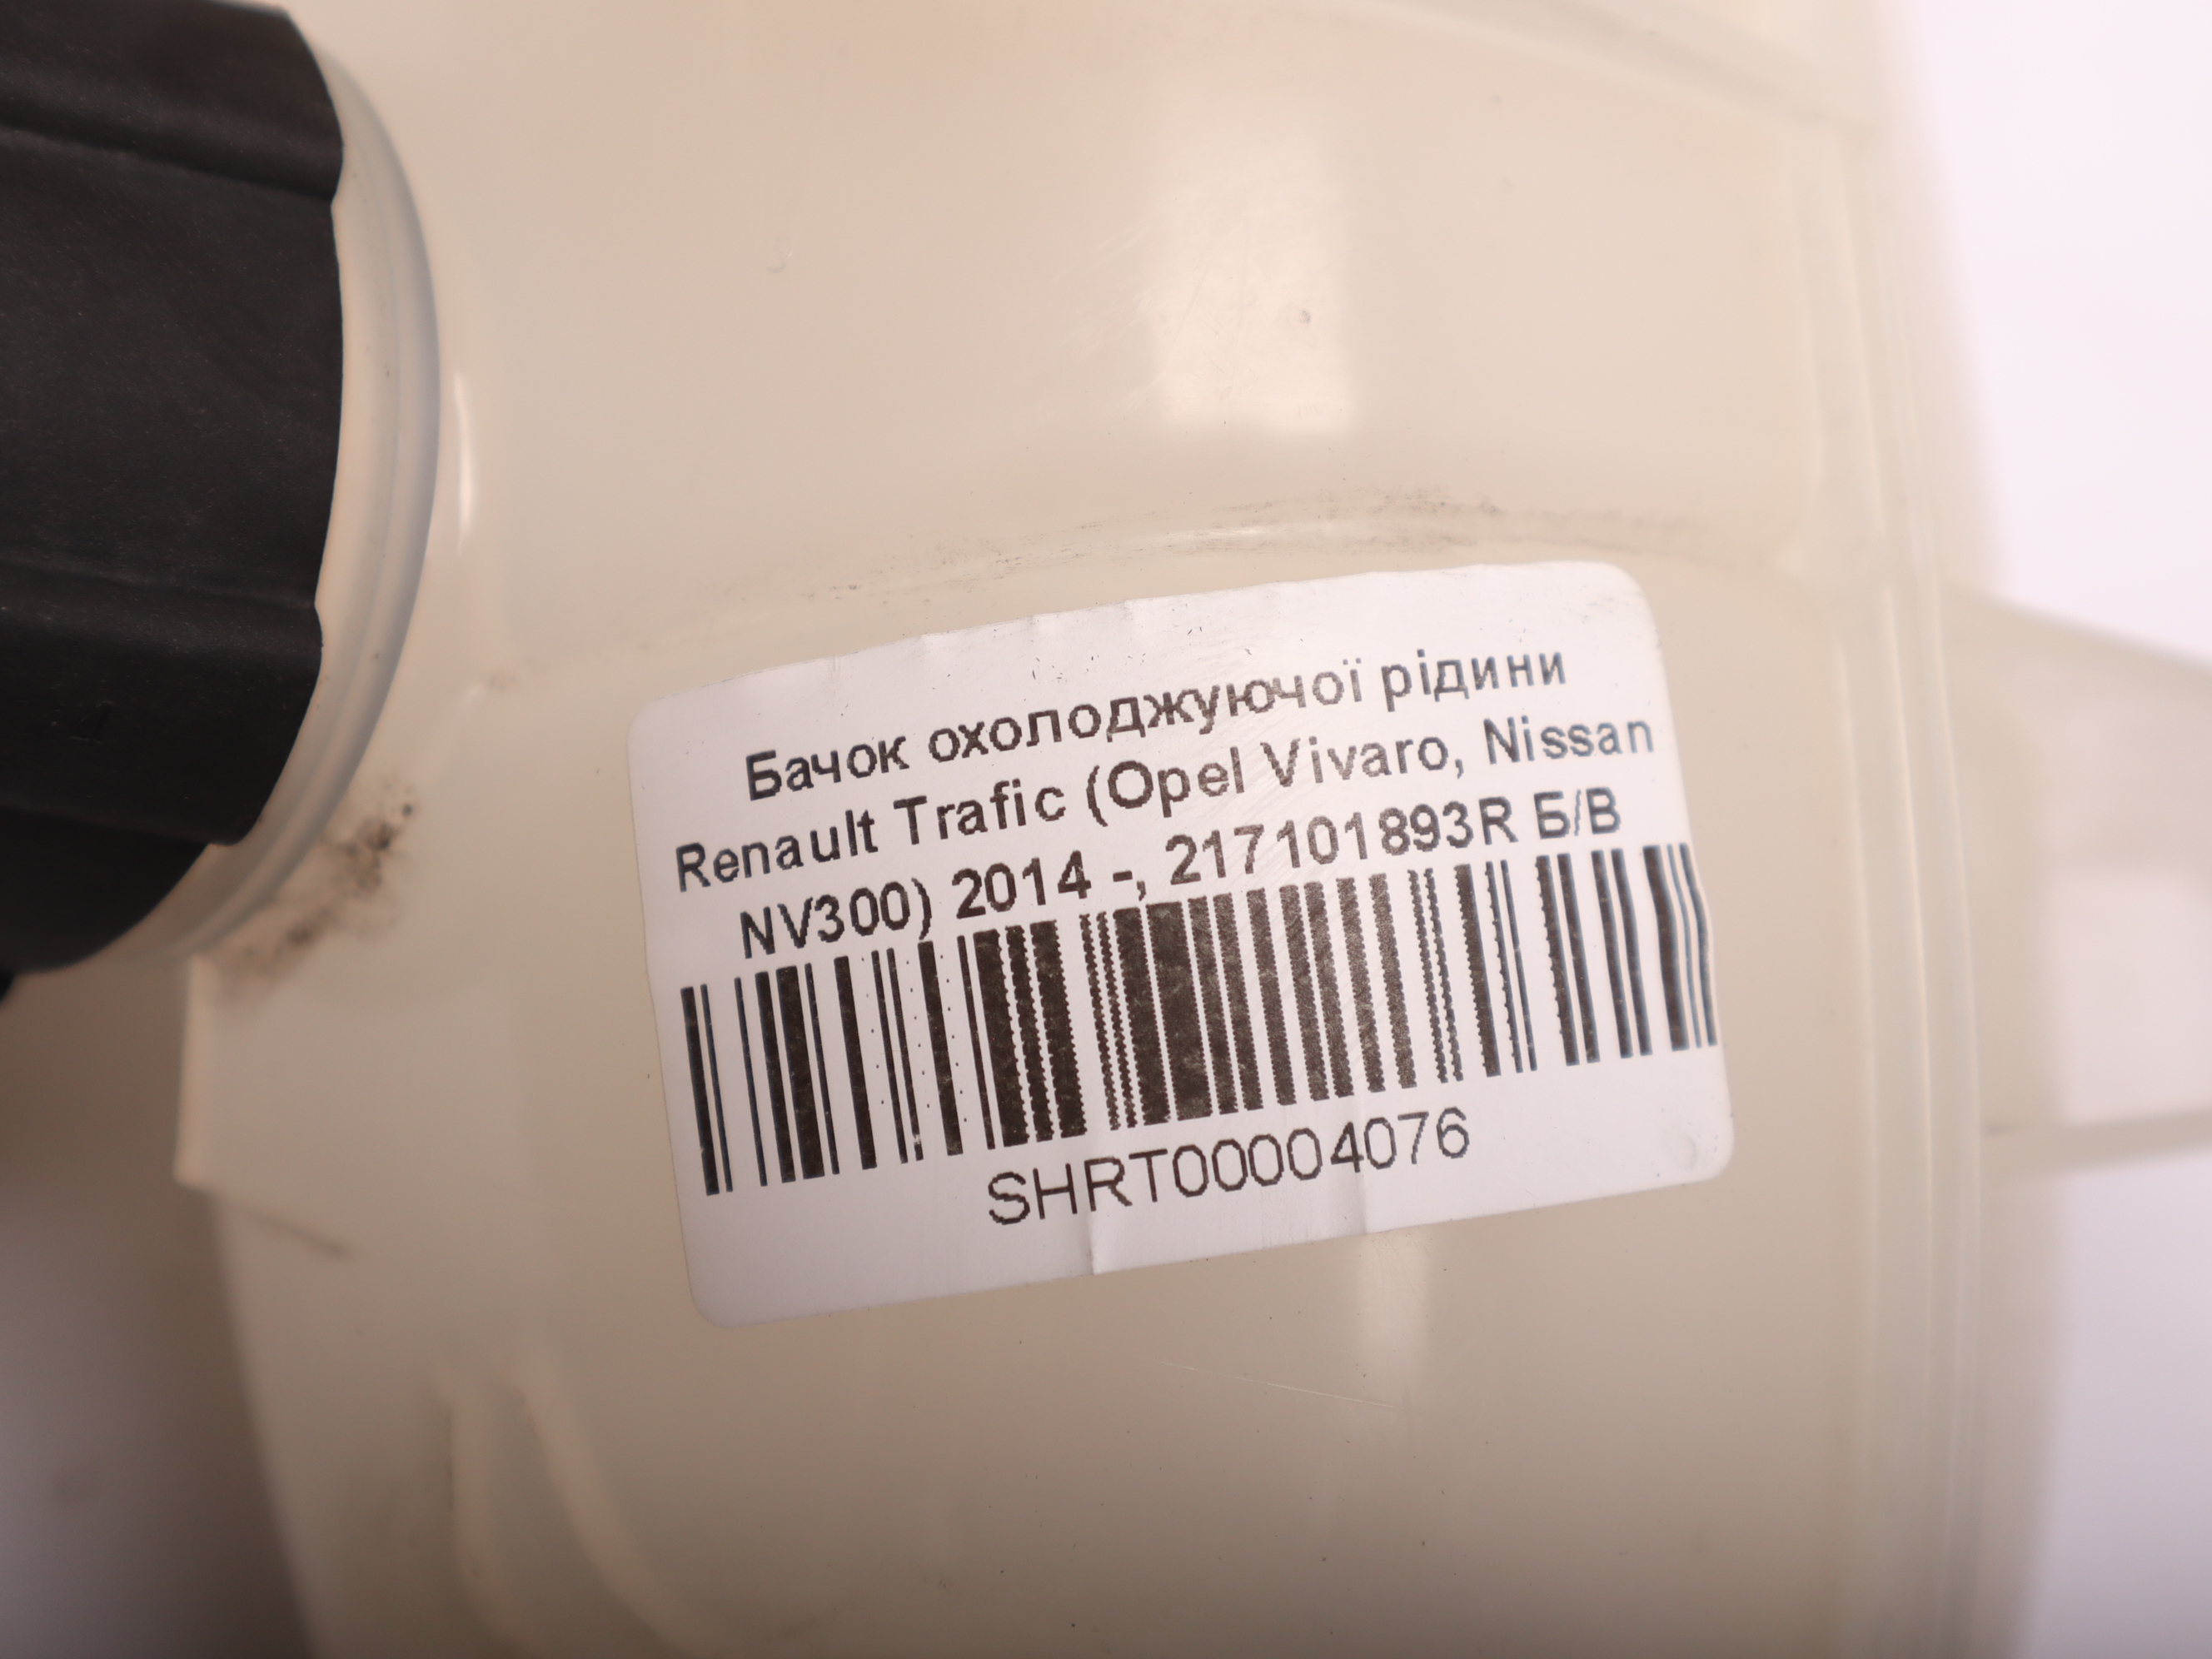 Бачок охолоджуючої рідини
Renault Trafic (Opel Vivaro, Nissan
NV300) 2014 -, 217101893R Б/В
SHRT00004076